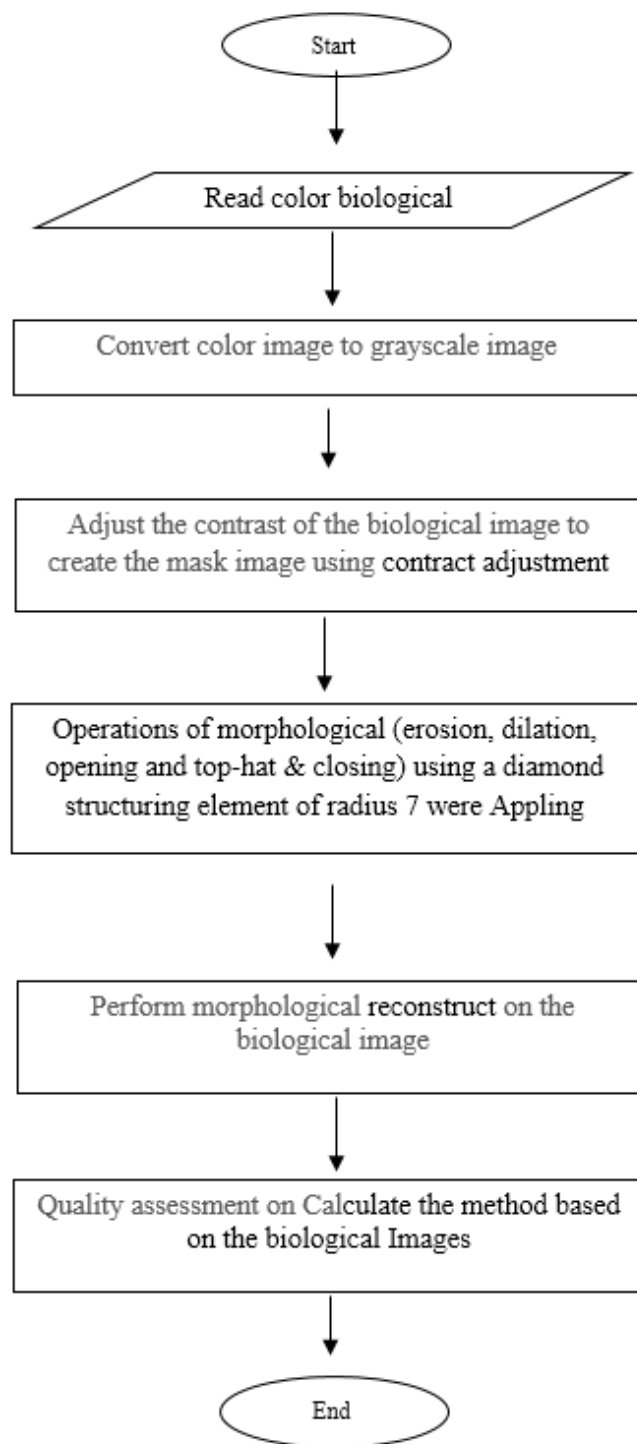 Start
Read color biological
Convert color image to grayscale image
Adjust the contrast of the biological image to
create the mask image using contract adjustment
Operations of morphological (erosion, dilation,
opening and top-hat & closing) using a diamond
structuring element of radius 7 were Appling
Perform morphological reconstruct on the
biological image
Quality assessment on Calculate the method based
on the biological Images
End